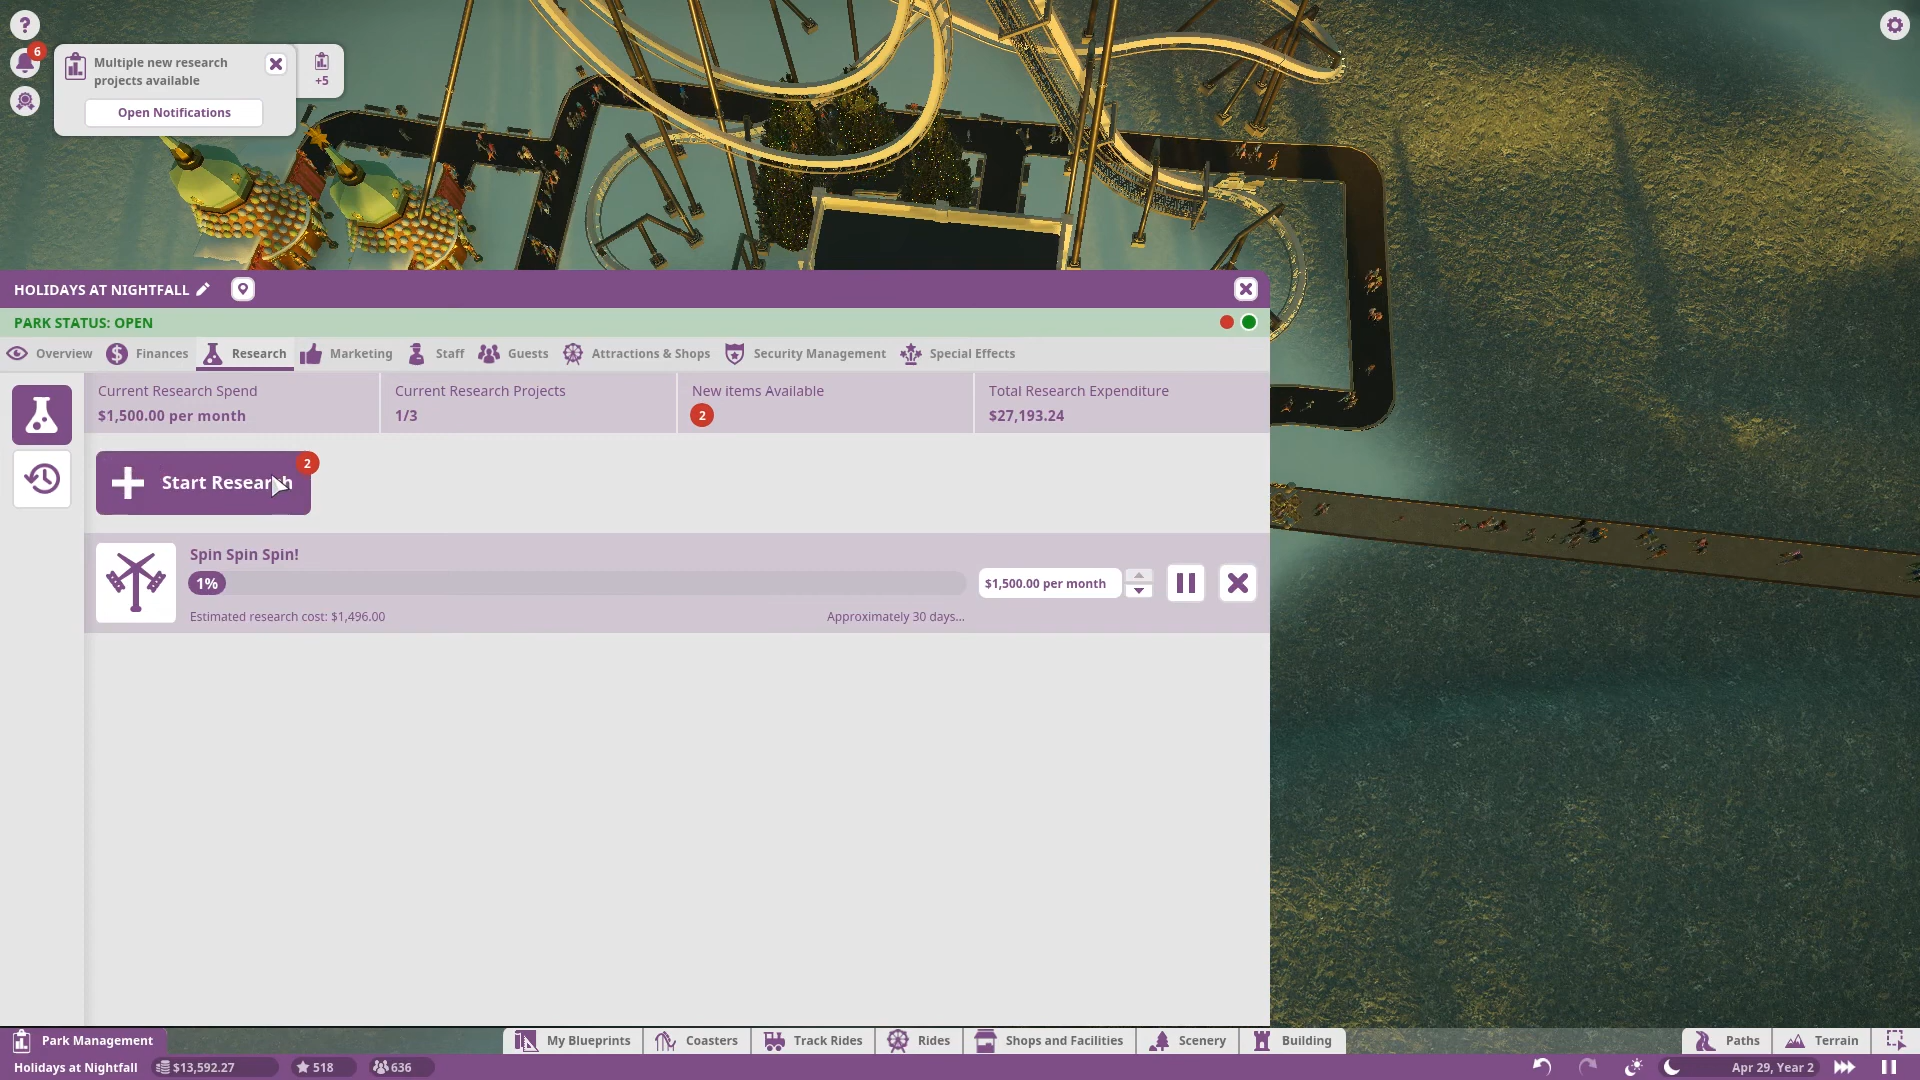 ?
6
Multiple new research
projects available
+5
Open Notifications
HOLIDAYS AT NIGHTFALL
PARK STATUS: OPEN
Overview
Finances
Research
Marketing
Staff
Guests
Attractions & Shops
Security Management
Special Effects
Current Research Spend
$1,500.00 per month
Current Research Projects
1/3
New items Available
2
Total Research Expenditure
$27,193.24
Start Research
2
Spin Spin Spin!
1%
$1,500.00 per month
Estimated research cost: $1,496.00
Approximately 30 days...
Park Management
My Blueprints
Coasters
Track Rides
Rides
Shops and Facilities
Scenery
Building
Paths
Terrain
Holidays at Nightfall
$13,592.27
518
636
Apr 29, Year 2